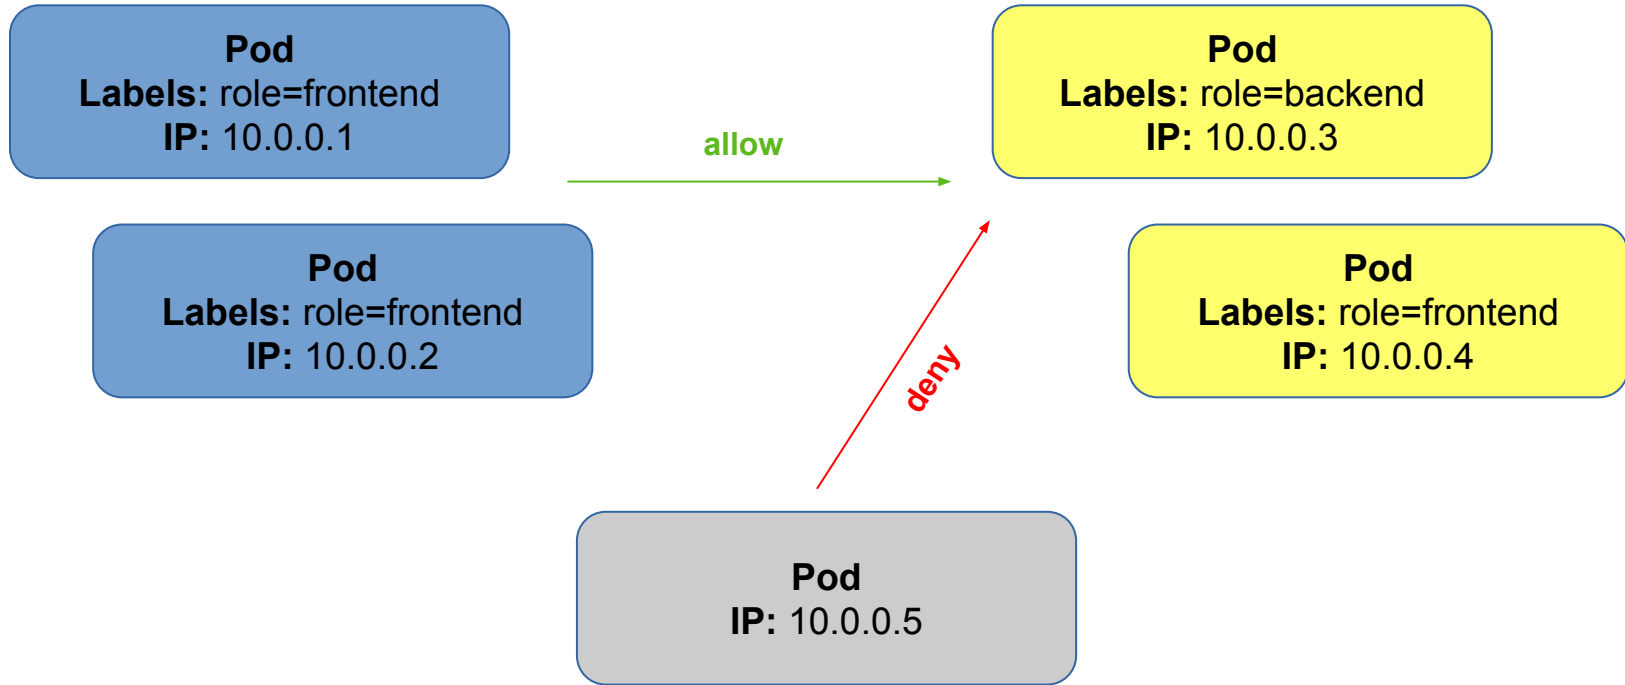 Pod
Labels: role=frontend
IP: 10.0.0.1
allow
Pod
Labels: role=backend
IP: 10.0.0.3
Pod
Labels: role=frontend
IP: 10.0.0.2
deny
Pod
Labels: role=frontend
IP: 10.0.0.4
Pod
IP: 10.0.0.5